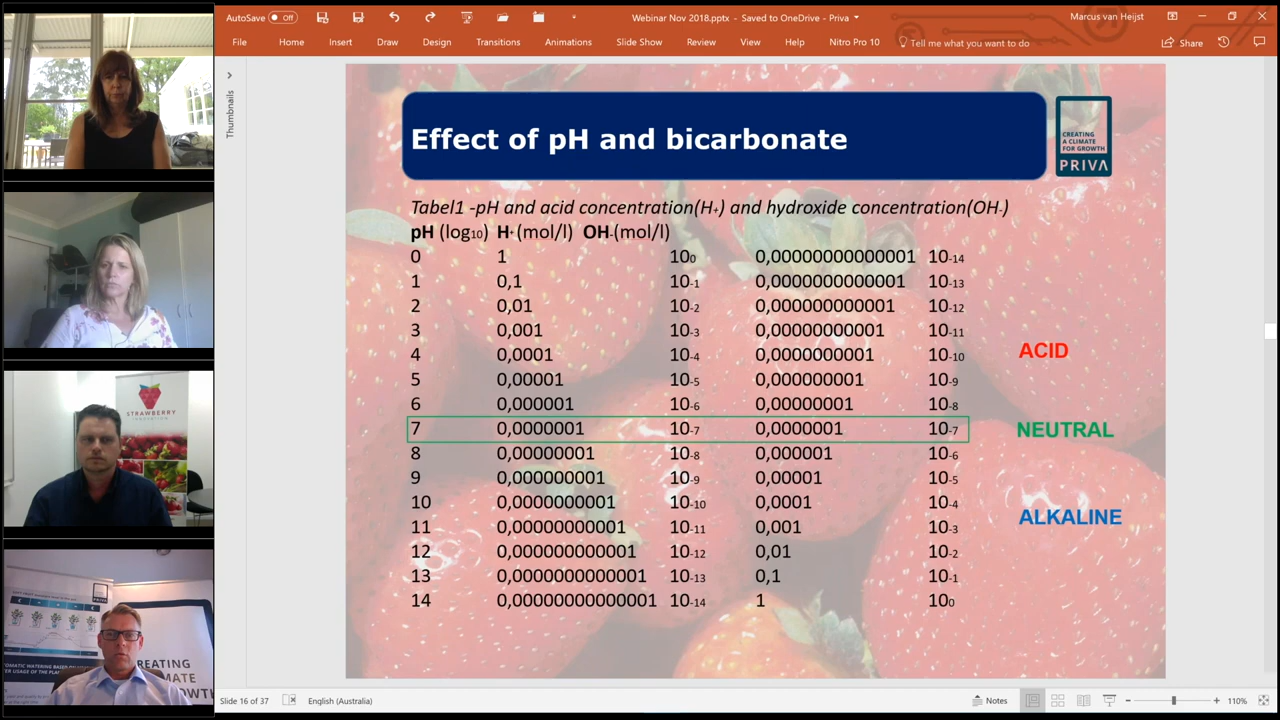 AutoSave Off
Webinar Nov 2018.pptx - Saved to OneDrive - Priva
Marcus van Heijst
File Home Insert Draw Design Transitions Animations Slide Show Review View Help Nitro Pro 10 Tell me what you want to do
Share
Thumbnails
Effect of pH and bicarbonate
CREATING
A CLIMATE
FOR GROWTH
PRIVA
Tabel1 -pH and acid concentration(H+) and hydroxide concentration(OH-)
pH (log10) H+ (mol/l) OH-(mol/l)
0 1 100 0,00000000000001 10-14
1 0,1 10-1 0,0000000000001 10-13
2 0,01 10-2 0,000000000001 10-12
3 0,001 10-3 0,00000000001 10-11
4 0,0001 10-4 0,0000000001 10-10
5 0,00001 10-5 0,000000001 10-9
6 0,000001 10-6 0,00000001 10-8
7 0,0000001 10-7 0,0000001 10-7
8 0,00000001 10-8 0,000001 10-6
9 0,000000001 10-9 0,00001 10-5
10 0,0000000001 10-10 0,0001 10-4
11 0,00000000001 10-11 0,001 10-3
12 0,000000000001 10-12 0,01 10-2
13 0,0000000000001 10-13 0,1 10-1
14 0,00000000000001 10-14 1 100
ACID
NEUTRAL
ALKALINE
STRAWBERRY
CREATING
CLIMATE
GROWTH
Slide 16 of 37
English (Australia)
Notes
110%